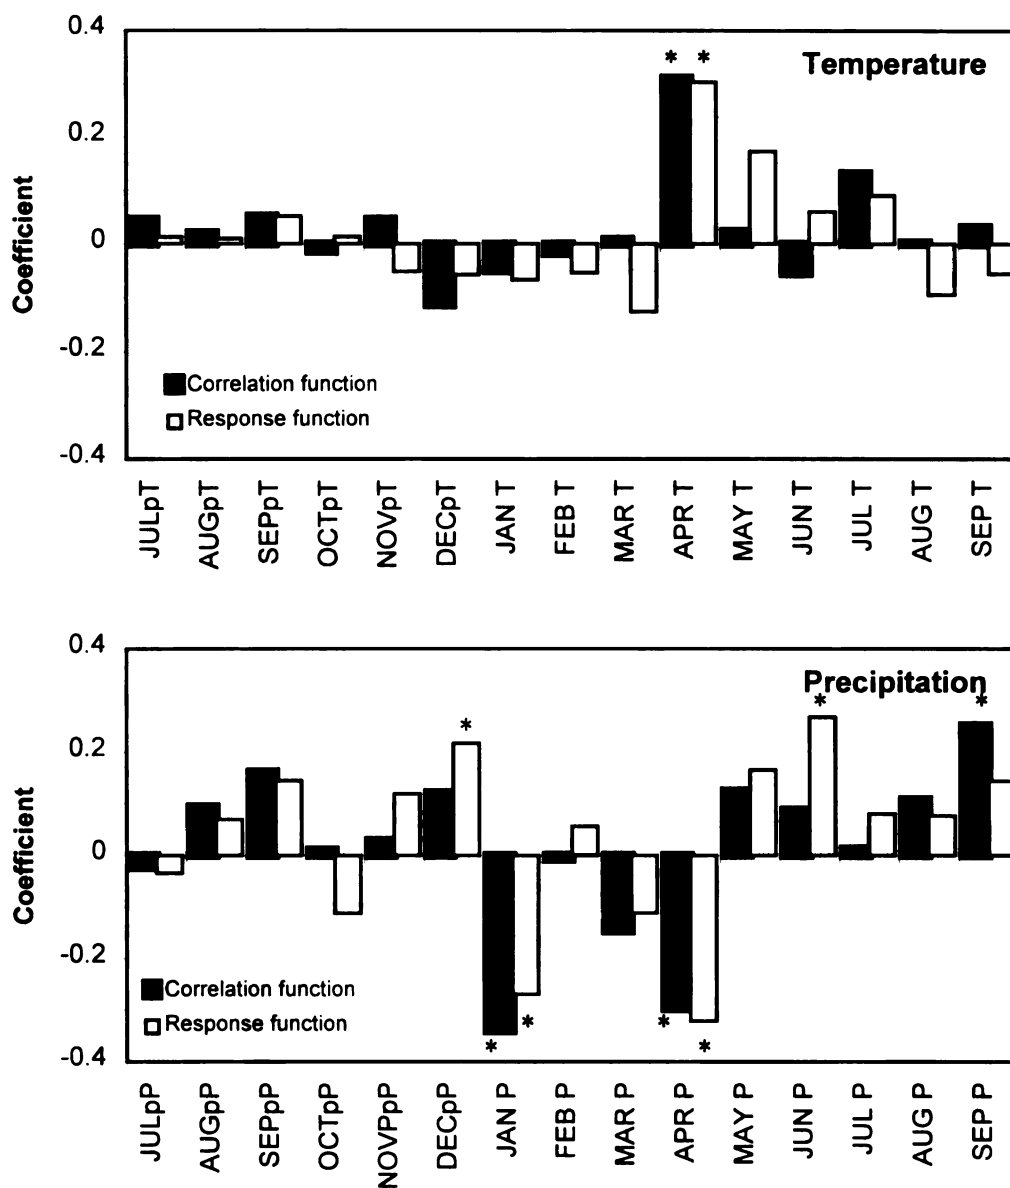 0.4
* *
Temperature
0.2
0
-0.2
-0.4
Coefficient
Correlation function
Response function
JULpT
AUGpT
SEPpT
OCTpT
NOVpT
DECpT
JAN T
FEB T
MAR T
APR T
MAY T
JUN T
JUL T
AUG T
SEP T
0.4
Precipitation
* * *
0.2
0
-0.2
-0.4
Coefficient
Correlation function
Response function
* * * *
JULpP
AUGpP
SEPpP
OCTpP
NOVPpP
DECpP
JAN P
FEB P
MAR P
APR P
MAY P
JUN P
JUL P
AUG P
SEP P